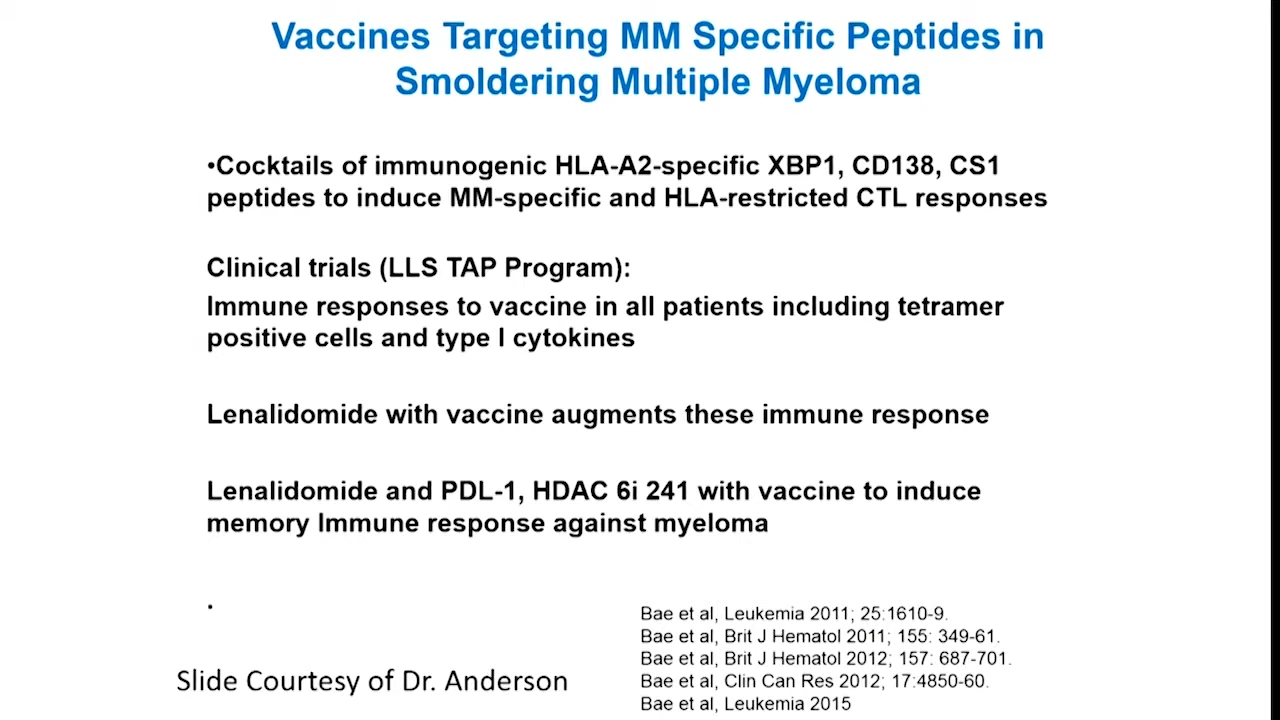 Vaccines Targeting MM Specific Peptides in
Smoldering Multiple Myeloma
•Cocktails of immunogenic HLA-A2-specific XBP1, CD138, CS1
peptides to induce MM-specific and HLA-restricted CTL responses
Clinical trials (LLS TAP Program):
Immune responses to vaccine in all patients including tetramer
positive cells and type I cytokines
Lenalidomide with vaccine augments these immune response
Lenalidomide and PDL-1, HDAC 6i 241 with vaccine to induce
memory Immune response against myeloma
.
Bae et al, Leukemia 2011; 25:1610-9.
Bae et al, Brit J Hematol 2011; 155: 349-61.
Bae et al, Brit J Hematol 2012; 157: 687-701.
Bae et al, Clin Can Res 2012; 17:4850-60.
Bae et al, Leukemia 2015
Slide Courtesy of Dr. Anderson